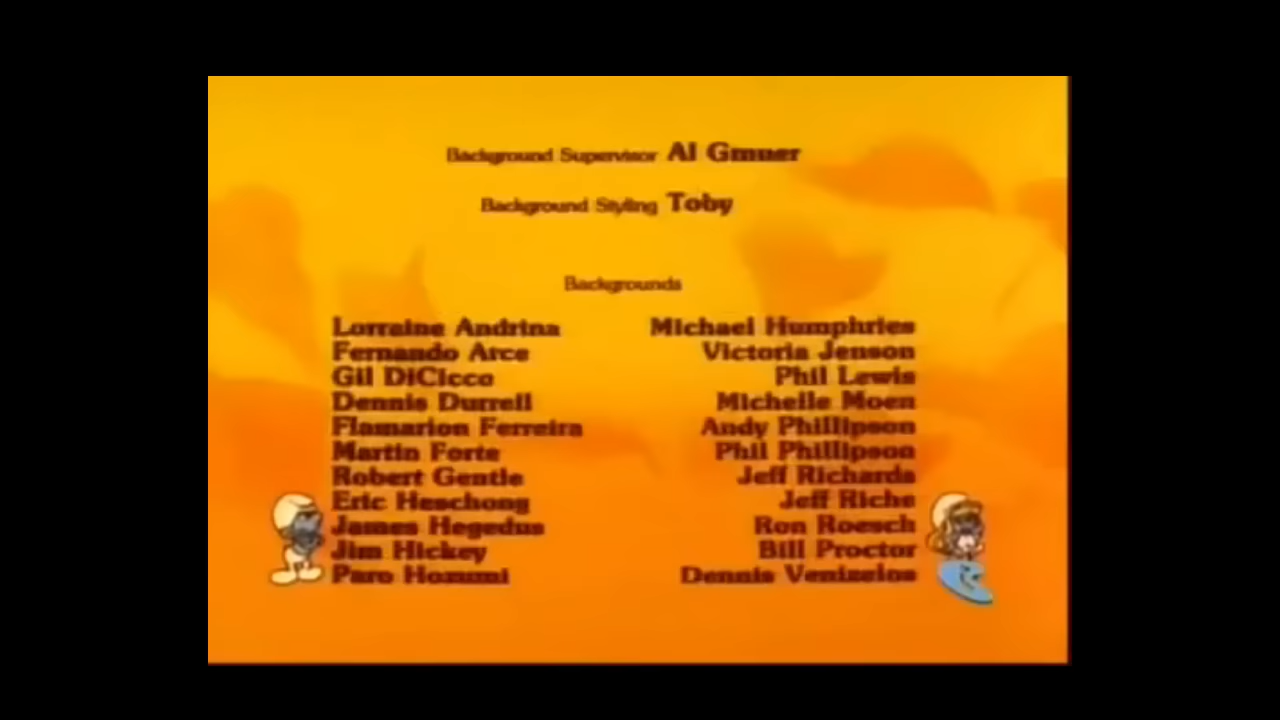 Background Supervisor Al Gmuer
Background Styling Toby
Backgrounds
Lorraine Andrina Michael Humphries
Fernando Arce Victoria Jenson
Gil DiCicco Phil Lewis
Dennis Durrell Michelle Moen
Flamarion Ferreira Andy Phillipson
Martin Forte Phil Phillipson
Robert Gentle Jeff Richards
Eric Heschong Jeff Riche
James Hegedus Ron Roesch
Jim Hickey Bill Proctor
Paro Hozumi Dennis Venizelos